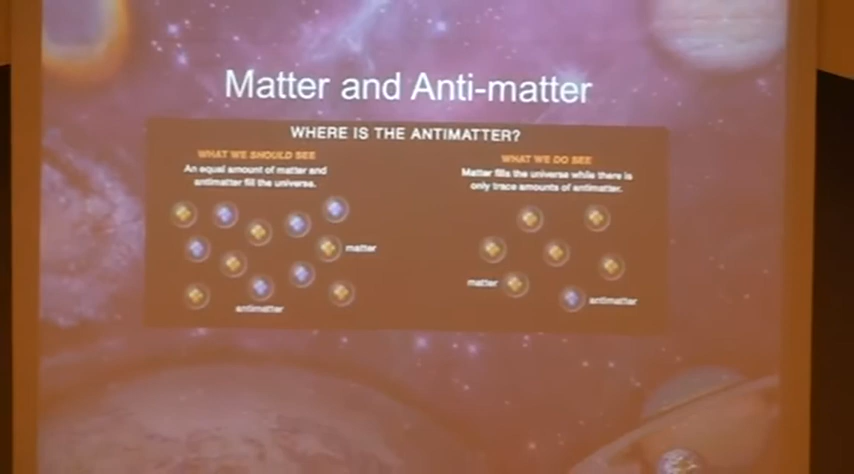 Matter and Anti-matter
WHERE IS THE ANTIMATTER?
WHAT WE SHOULD SEE
An equal amount of matter and
antimatter fill the universe.
matter
antimatter
WHAT WE DO SEE
Matter fills the universe while there is
only trace amounts of antimatter.
matter
antimatter